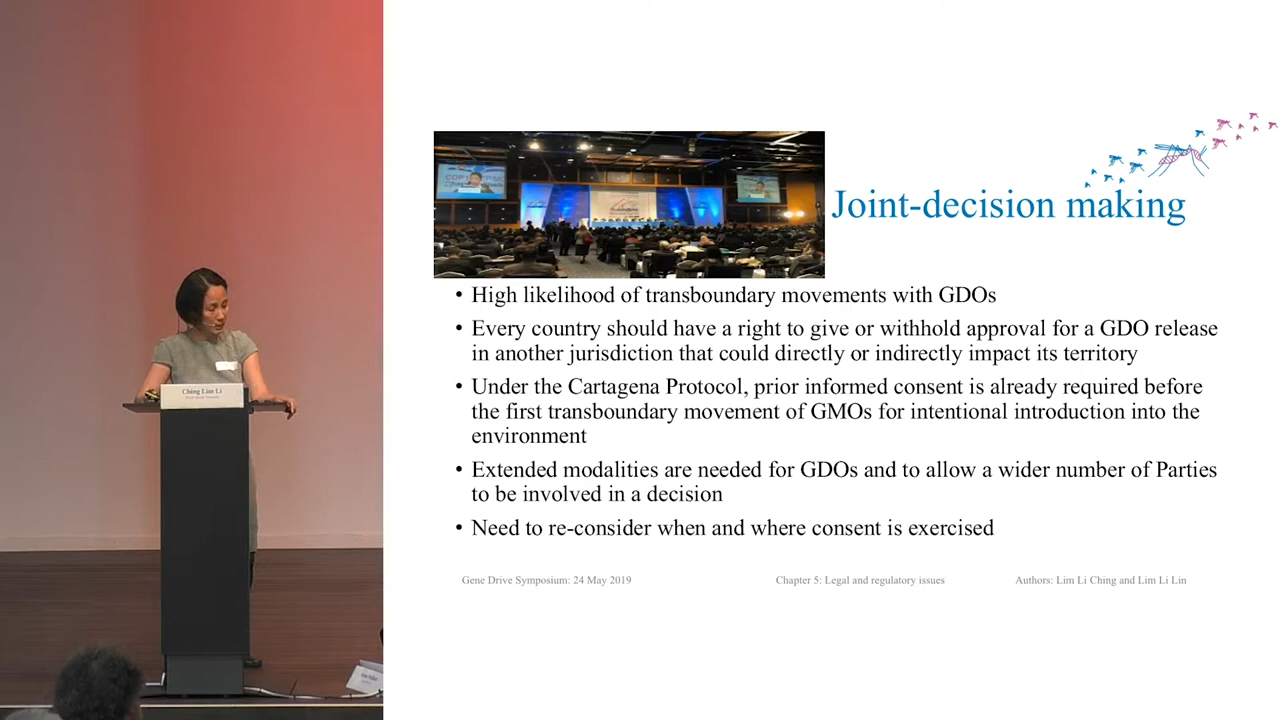 Joint-decision making
• High likelihood of transboundary movements with GDOs
• Every country should have a right to give or withhold approval for a GDO release
in another jurisdiction that could directly or indirectly impact its territory
• Under the Cartagena Protocol, prior informed consent is already required before
the first transboundary movement of GMOs for intentional introduction into the
environment
• Extended modalities are needed for GDOs and to allow a wider number of Parties
to be involved in a decision
• Need to re-consider when and where consent is exercised
Gene Drive Symposium: 24 May 2019
Chapter 5: Legal and regulatory issues
Authors: Lim Li Ching and Lim Li Lin
Ching Lim Li